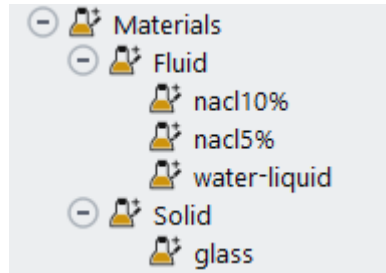 Materials
Fluid
nacl10%
nacl5%
water-liquid
Solid
glass